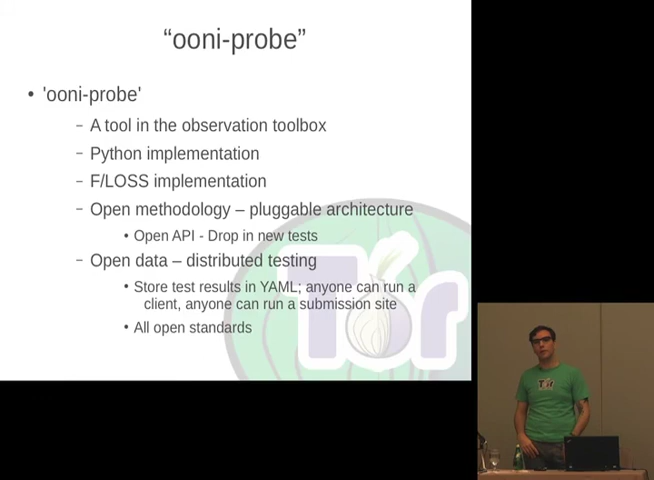 “ooni-probe”
• 'ooni-probe'
– A tool in the observation toolbox
– Python implementation
– F/LOSS implementation
– Open methodology – pluggable architecture
• Open API - Drop in new tests
– Open data – distributed testing
• Store test results in YAML; anyone can run a
client, anyone can run a submission site
• All open standards
Tor
Tor